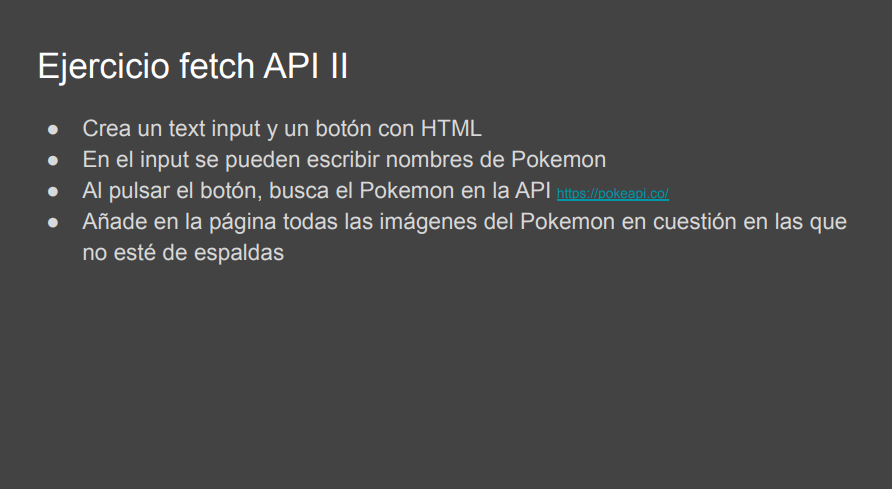 Ejercicio fetch API II
● Crea un text input y un botón con HTML
● En el input se pueden escribir nombres de Pokemon
● Al pulsar el botón, busca el Pokemon en la API https://pokeapi.co/
● Añade en la página todas las imágenes del Pokemon en cuestión en las que
no esté de espaldas